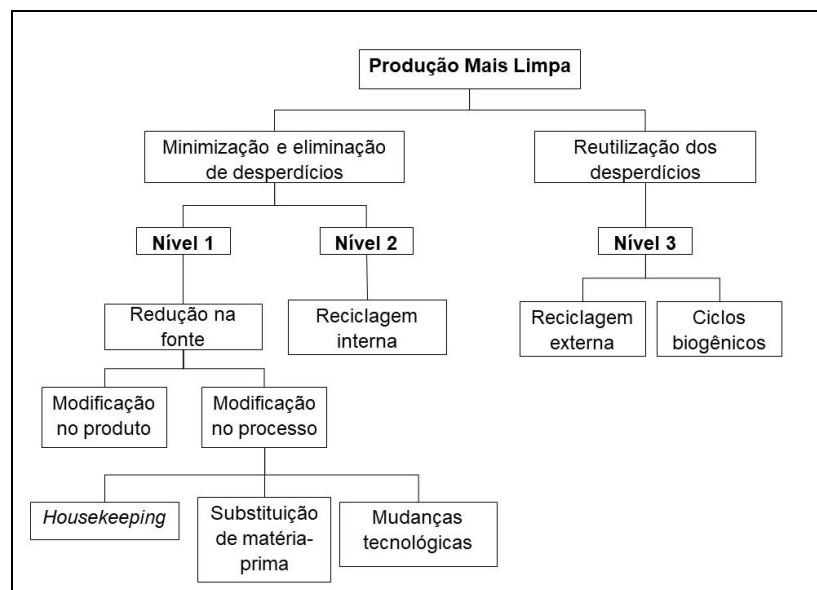 Produção Mais Limpa
Minimização e eliminação
de desperdícios
Reutilização dos
desperdícios
Nível 1
Nível 2
Nível 3
Redução na
fonte
Reciclagem
interna
Reciclagem
externa
Ciclos
biogênicos
Modificação
no produto
Modificação
no processo
Housekeeping
Substituição
de matéria-
prima
Mudanças
tecnológicas